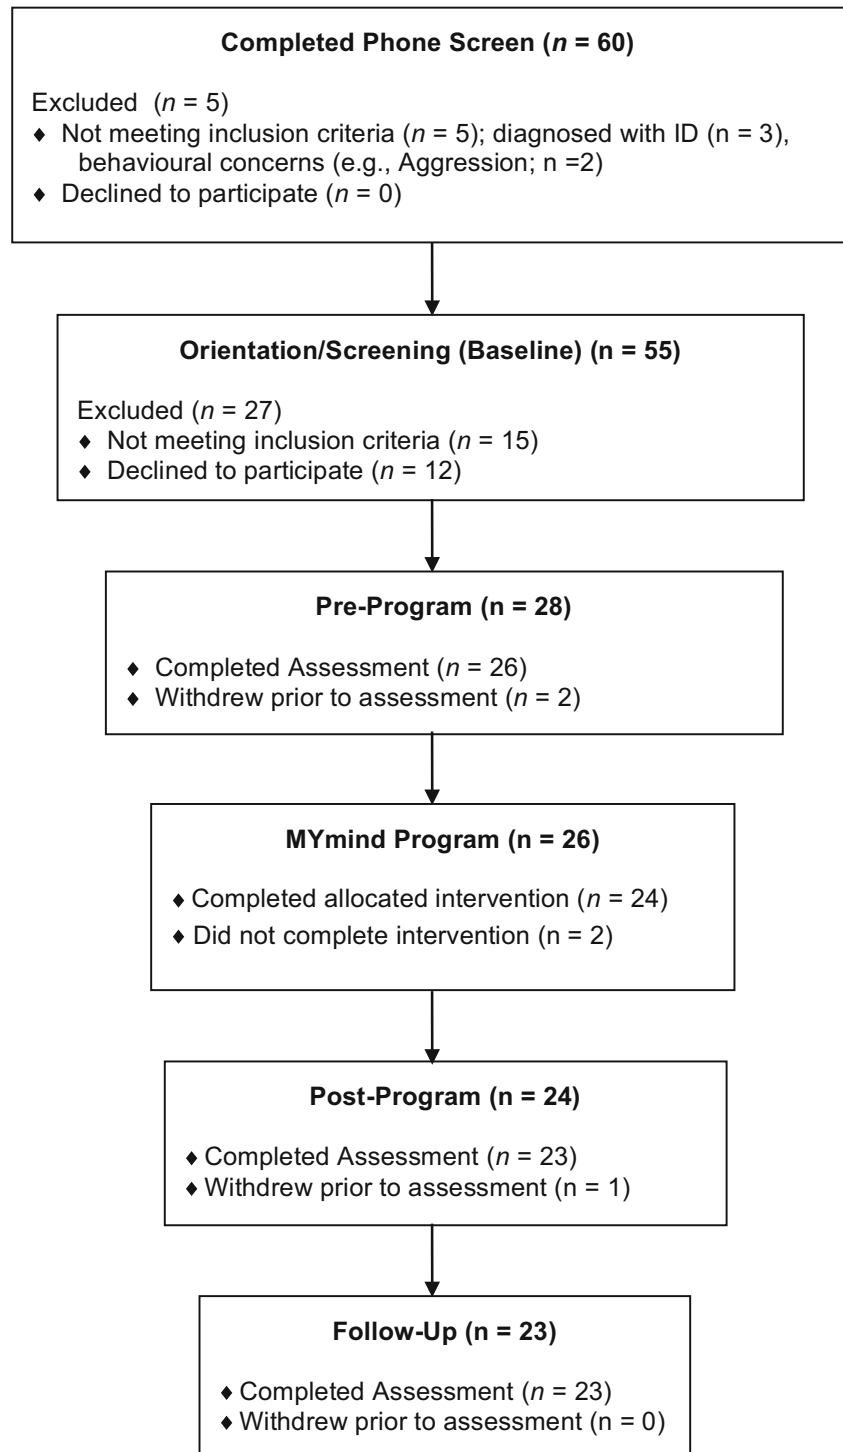 Completed Phone Screen (n = 60)
Excluded (n = 5)
♦ Not meeting inclusion criteria (n = 5); diagnosed with ID (n = 3),
behavioural concerns (e.g., Aggression; n =2)
♦ Declined to participate (n = 0)
Orientation/Screening (Baseline) (n = 55)
Excluded (n = 27)
♦ Not meeting inclusion criteria (n = 15)
♦ Declined to participate (n = 12)
Pre-Program (n = 28)
♦ Completed Assessment (n = 26)
♦ Withdrew prior to assessment (n = 2)
MYmind Program (n = 26)
♦ Completed allocated intervention (n = 24)
♦ Did not complete intervention (n = 2)
Post-Program (n = 24)
♦ Completed Assessment (n = 23)
♦ Withdrew prior to assessment (n = 1)
Follow-Up (n = 23)
♦ Completed Assessment (n = 23)
♦ Withdrew prior to assessment (n = 0)